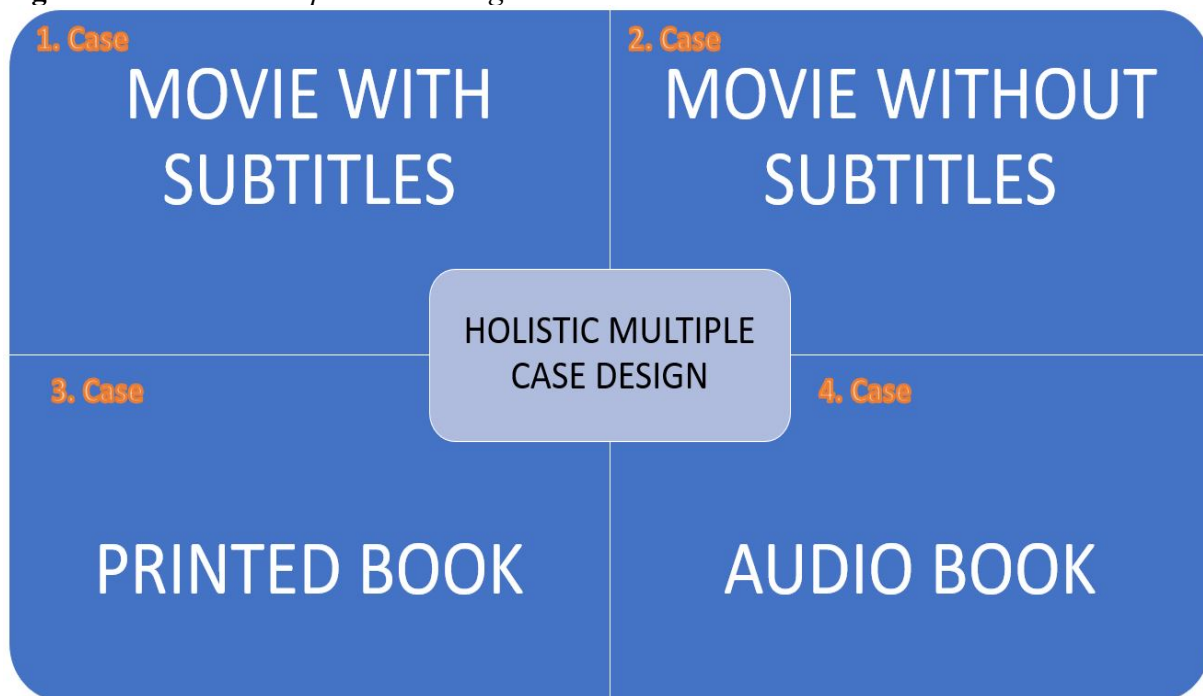 1. Case
MOVIE WITH
SUBTITLES
2. Case
MOVIE WITHOUT
SUBTITLES
HOLISTIC MULTIPLE
CASE DESIGN
3. Case
PRINTED BOOK
4. Case
AUDIO BOOK